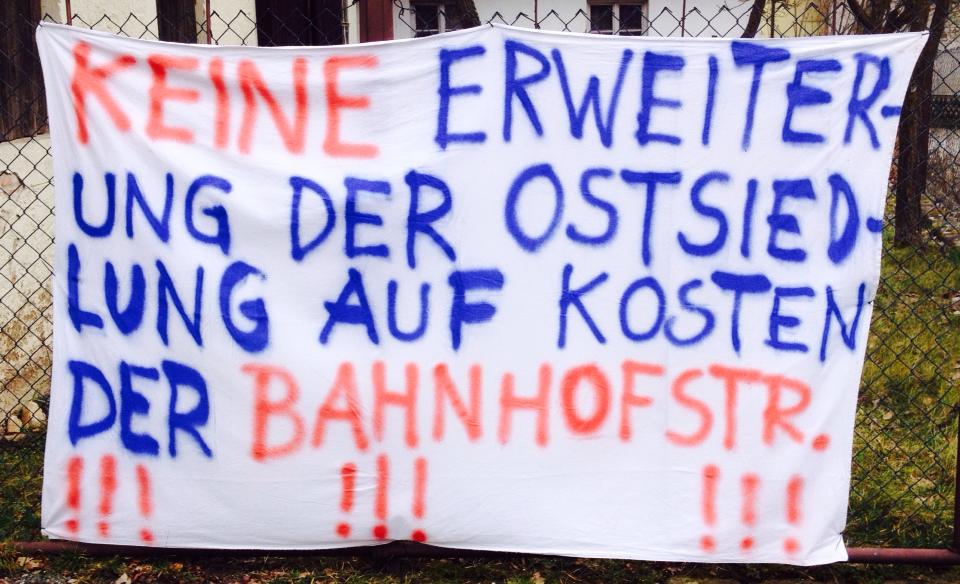 KEINE ERWEITER-
UNG DER OSTSIED-
LUNG AUF KOSTEN
DER BAHNHOFSTR.
!!! !!! !!!